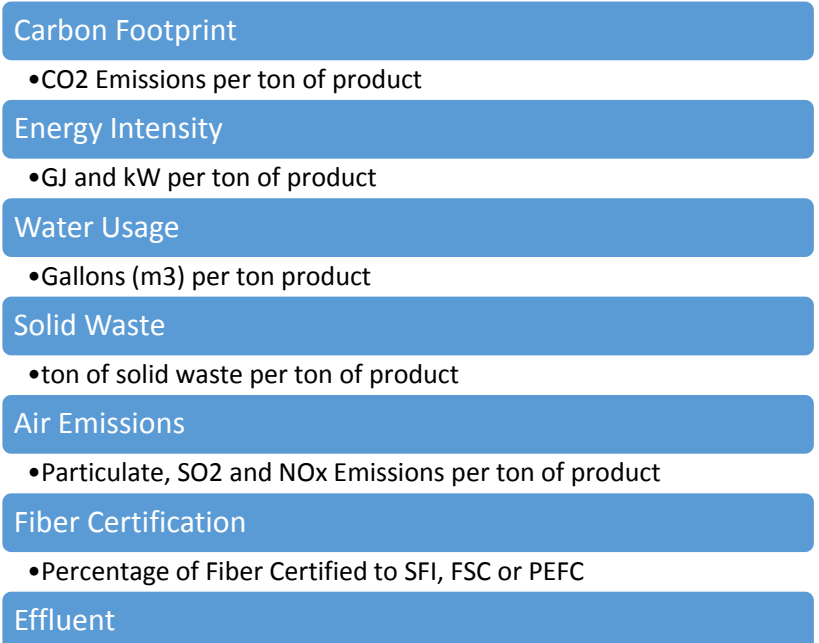 Carbon Footprint
•CO2 Emissions per ton of product
Energy Intensity
•GJ and kW per ton of product
Water Usage
•Gallons (m3) per ton product
Solid Waste
•ton of solid waste per ton of product
Air Emissions
•Particulate, SO2 and NOx Emissions per ton of product
Fiber Certification
•Percentage of Fiber Certified to SFI, FSC or PEFC
Effluent